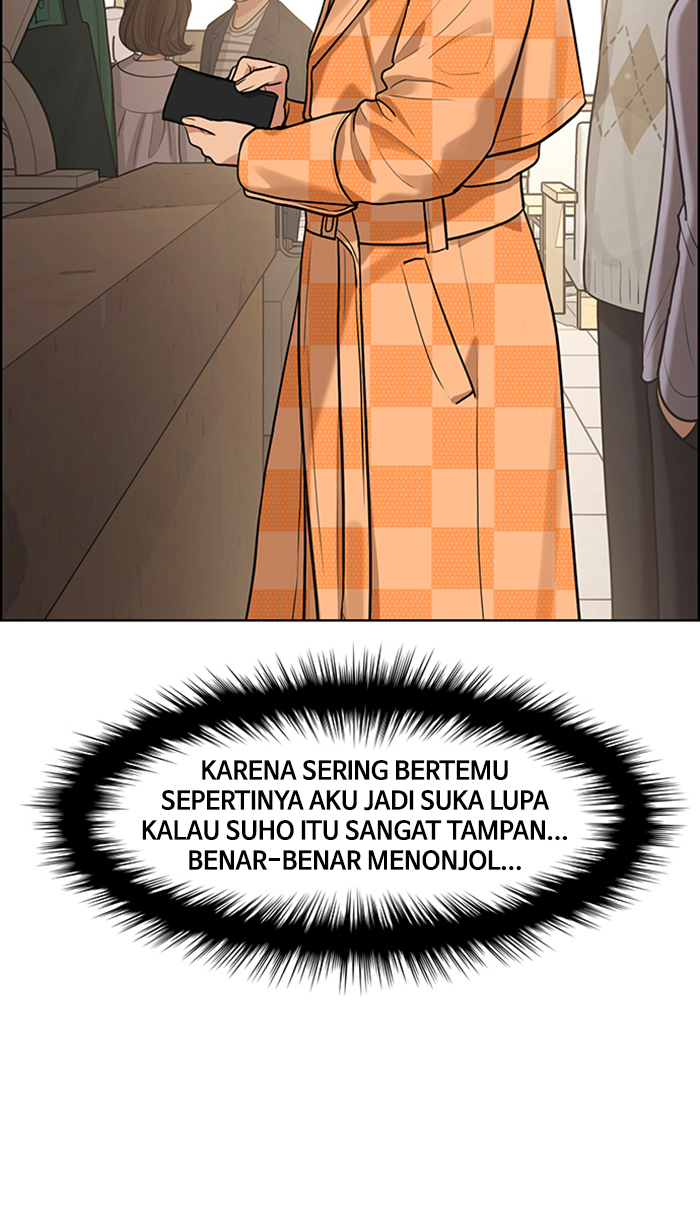 KARENA SERING BERTEMU
SEPERTINYA AKU JADI SUKA LUPA
KALAU SUHO ITU SANGAT TAMPAN...
BENAR-BENAR MENONJOL...